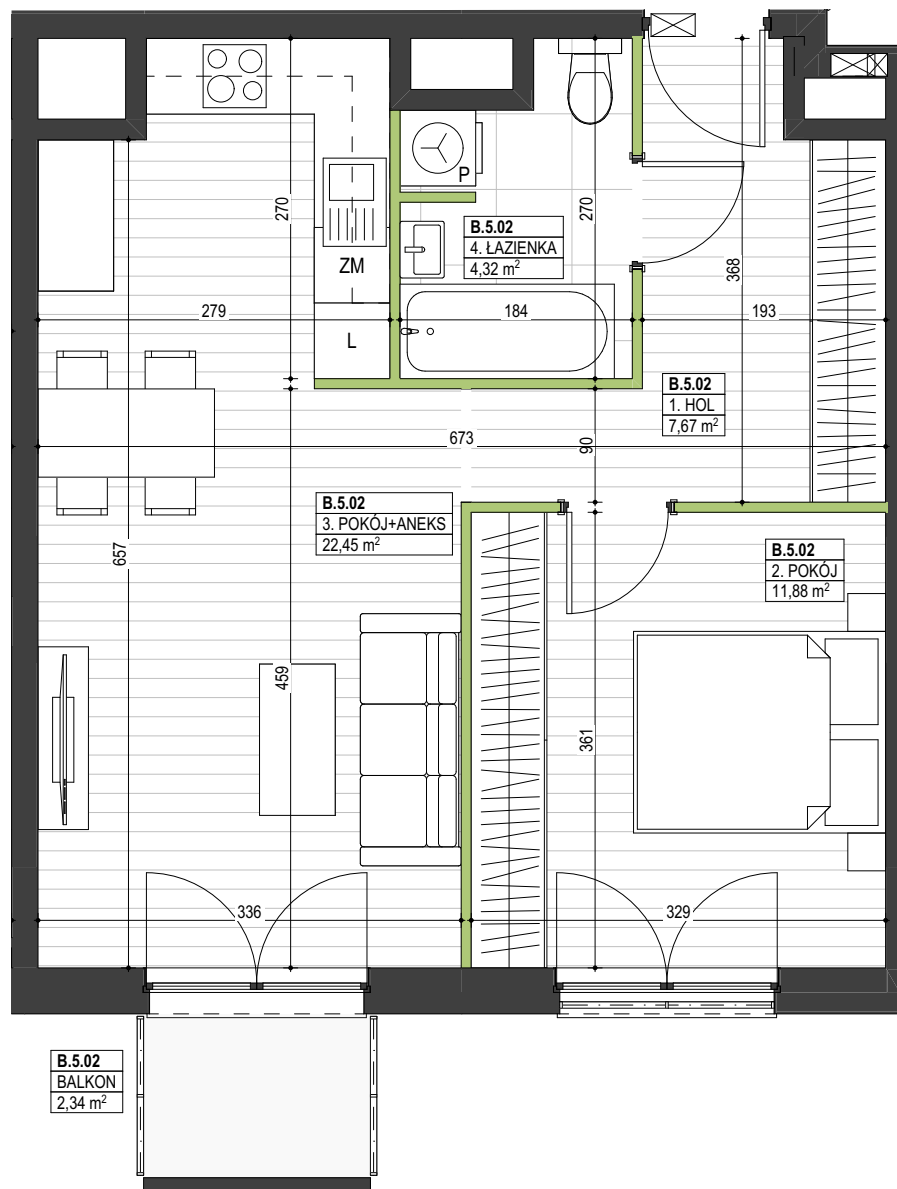 P
270
270
B.5.02
4. ŁAZIENKA
4,32 m²
ZM
368
279
184
193
L
B.5.02
1. HOL
7,67 m²
673
90
B.5.02
3. POKÓJ+ANEKS
22,45 m²
657
B.5.02
2. POKÓJ
11,88 m²
459
361
336
329
B.5.02
BALKON
2,34 m²